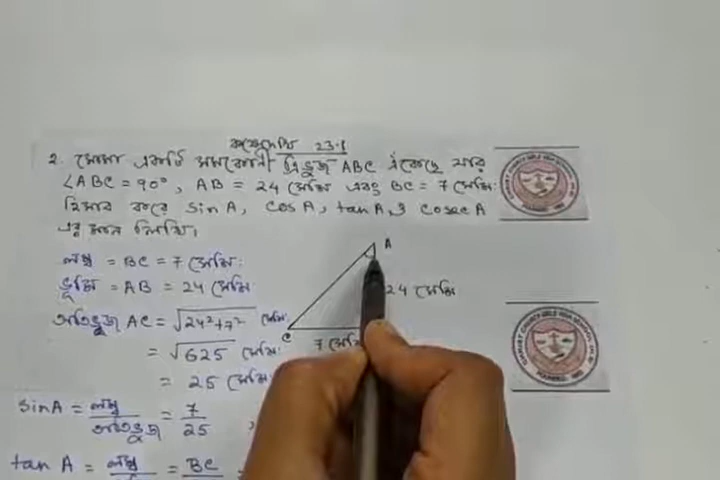 কষে দেখি 23.1
2. সোমা একটি সমকোণী ত্রিভুজ ABC এঁকেছে যার
∠ABC = 90°, AB = 24 সেমি এবং BC = 7 সেমি.
হিসাব করে sin A, cos A, tan A, ও cosec A
এর মান লিখি।
লম্ব = BC = 7 সেমি.
ভূমি = AB = 24 সেমি.
অতিভুজ AC = √24²+7² সেমি.
= √625 সেমি.
= 25 সেমি.
A
24 সেমি
C
7 সেমি
sin A = লম্ব/অতিভুজ = 7/25 ,
tan A = লম্ব = BC